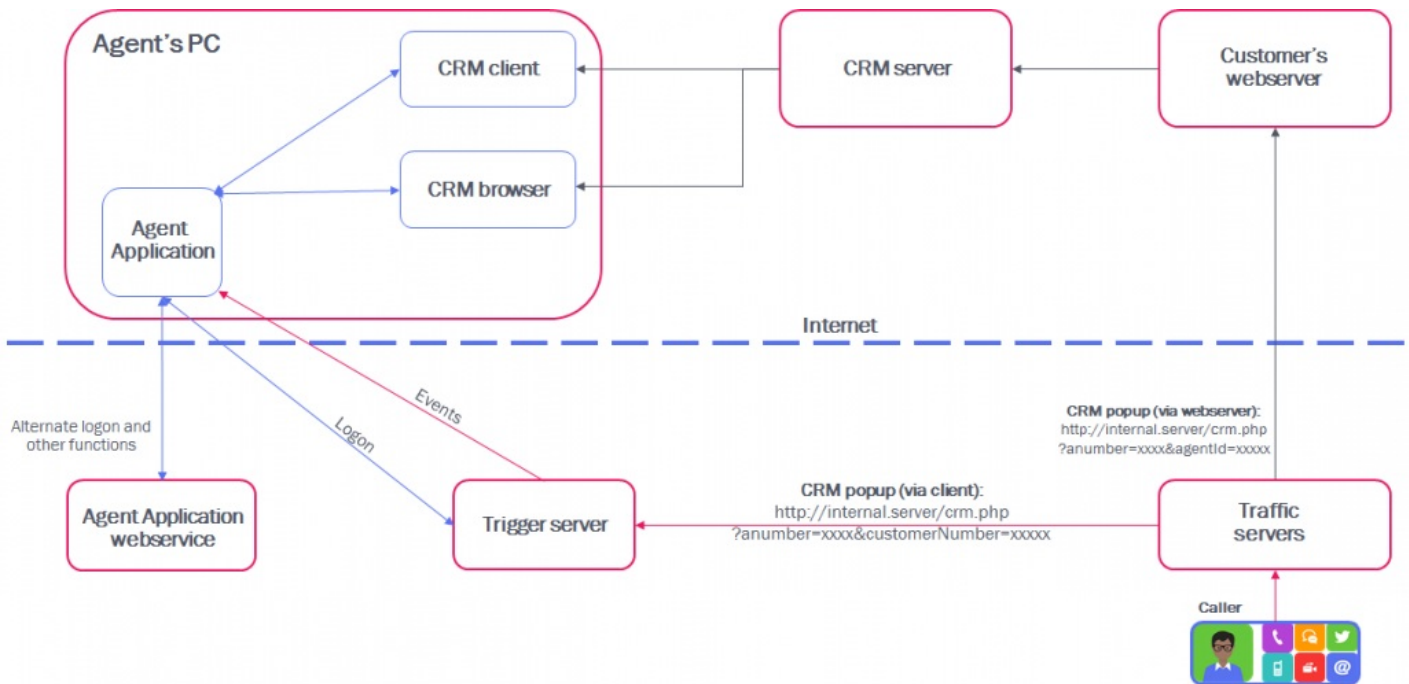 Agent's PC
CRM client
CRM server
Customer's
webserver
CRM browser
Agent
Application
Internet
Events
Logon
Alternate logon and
other functions
CRM popup (via webserver):
http://internal.server/crm.php
?anumber=xxxx&agentId=xxxxx
Agent Application
webservice
Trigger server
CRM popup (via client):
http://internal.server/crm.php
?anumber=xxxx&customerNumber=xxxxx
Traffic
servers
Caller
@